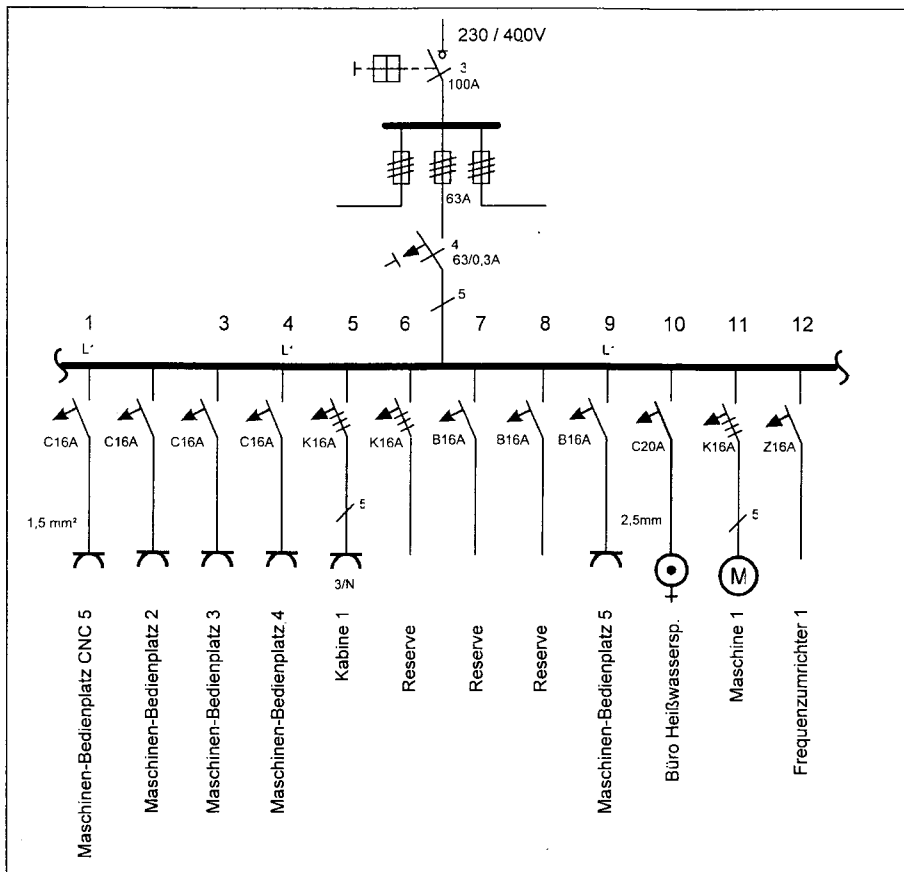 230 / 400V
3
100A
63A
4
63/0,3A
5
1 3 4 5 6 7 8 9 10 11 12
L' L' L'
C16A C16A C16A C16A K16A K16A B16A B16A B16A C20A K16A Z16A
1,5 mm² 5 2,5mm 5
3/N M
Maschinen-Bedienplatz CNC 5
Maschinen-Bedienplatz 2
Maschinen-Bedienplatz 3
Maschinen-Bedienplatz 4
Kabine 1
Reserve
Reserve
Reserve
Maschinen-Bedienplatz 5
Büro Heißwassersp.
Maschine 1
Frequenzumrichter 1